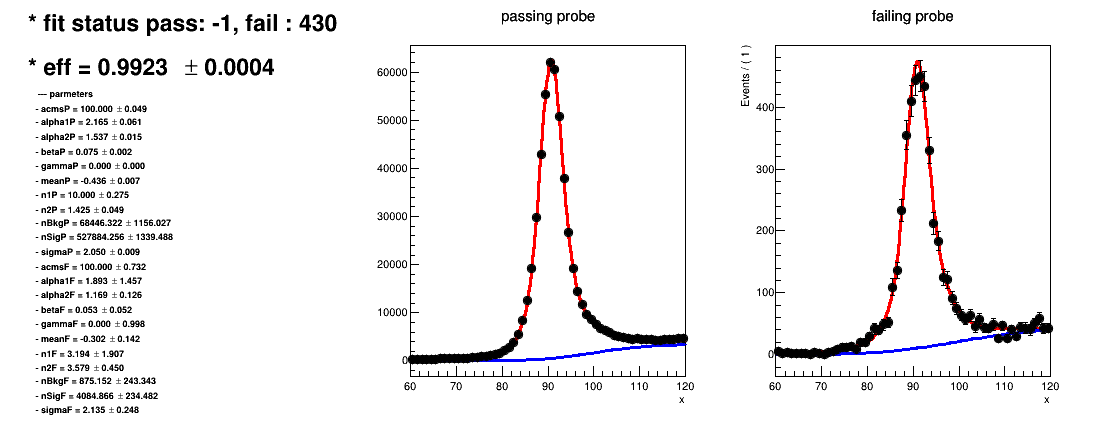 * fit status pass: -1, fail : 430
* eff = 0.9923 ± 0.0004
--- parmeters
- acmsP = 100.000 ± 0.049
- alpha1P = 2.165 ± 0.061
- alpha2P = 1.537 ± 0.015
- betaP = 0.075 ± 0.002
- gammaP = 0.000 ± 0.000
- meanP = -0.436 ± 0.007
- n1P = 10.000 ± 0.275
- n2P = 1.425 ± 0.049
- nBkgP = 68446.322 ± 1156.027
- nSigP = 527884.256 ± 1339.488
- sigmaP = 2.050 ± 0.009
- acmsF = 100.000 ± 0.732
- alpha1F = 1.893 ± 1.457
- alpha2F = 1.169 ± 0.126
- betaF = 0.053 ± 0.052
- gammaF = 0.000 ± 0.998
- meanF = -0.302 ± 0.142
- n1F = 3.194 ± 1.907
- n2F = 3.579 ± 0.450
- nBkgF = 875.152 ± 243.343
- nSigF = 4084.866 ± 234.482
- sigmaF = 2.135 ± 0.248
passing probe
60000
50000
40000
30000
20000
10000
0
60 70 80 90 100 110 120
x
failing probe
Events / ( 1 )
400
300
200
100
0
60 70 80 90 100 110 120
x